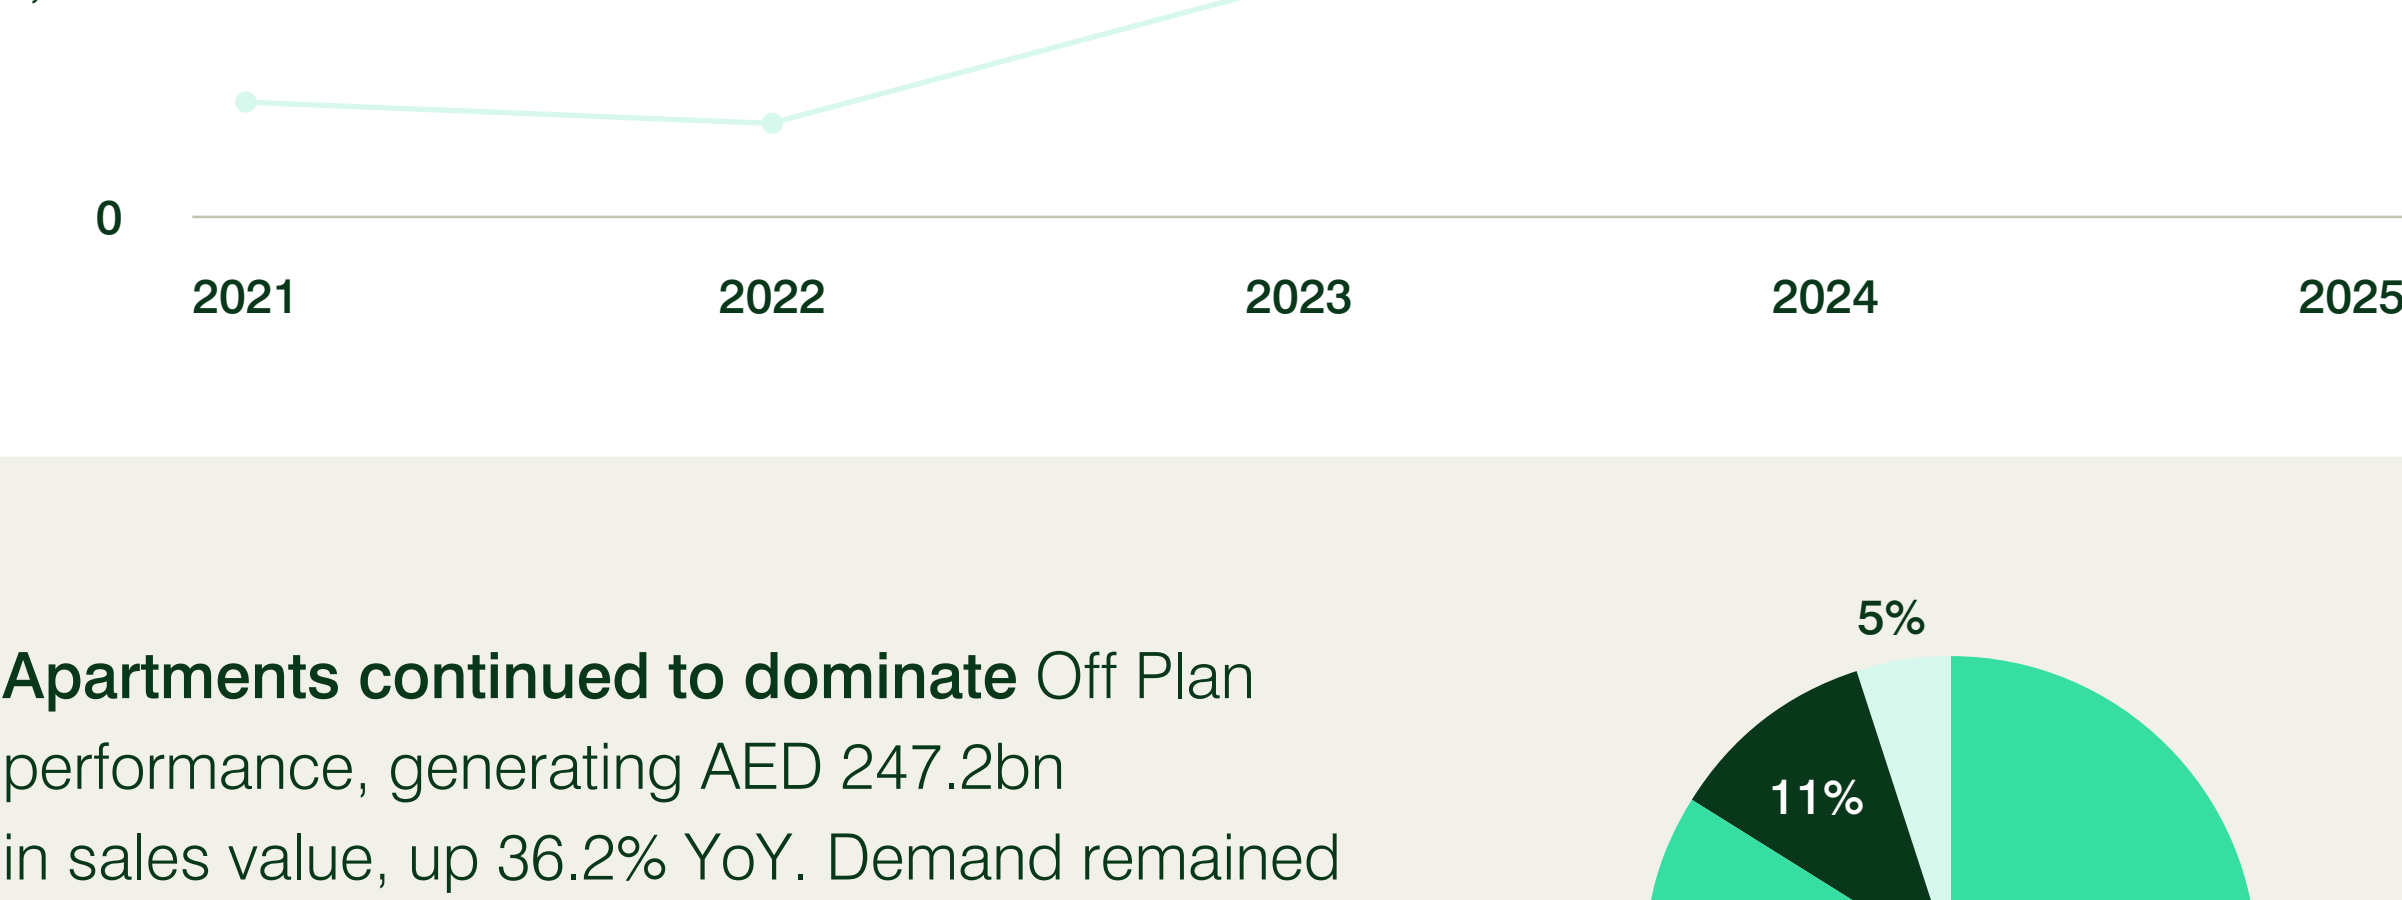 0
2021 2022 2023 2024 2025
5%
11%
Apartments continued to dominate Off Plan
performance, generating AED 247.2bn
in sales value, up 36.2% YoY. Demand remained